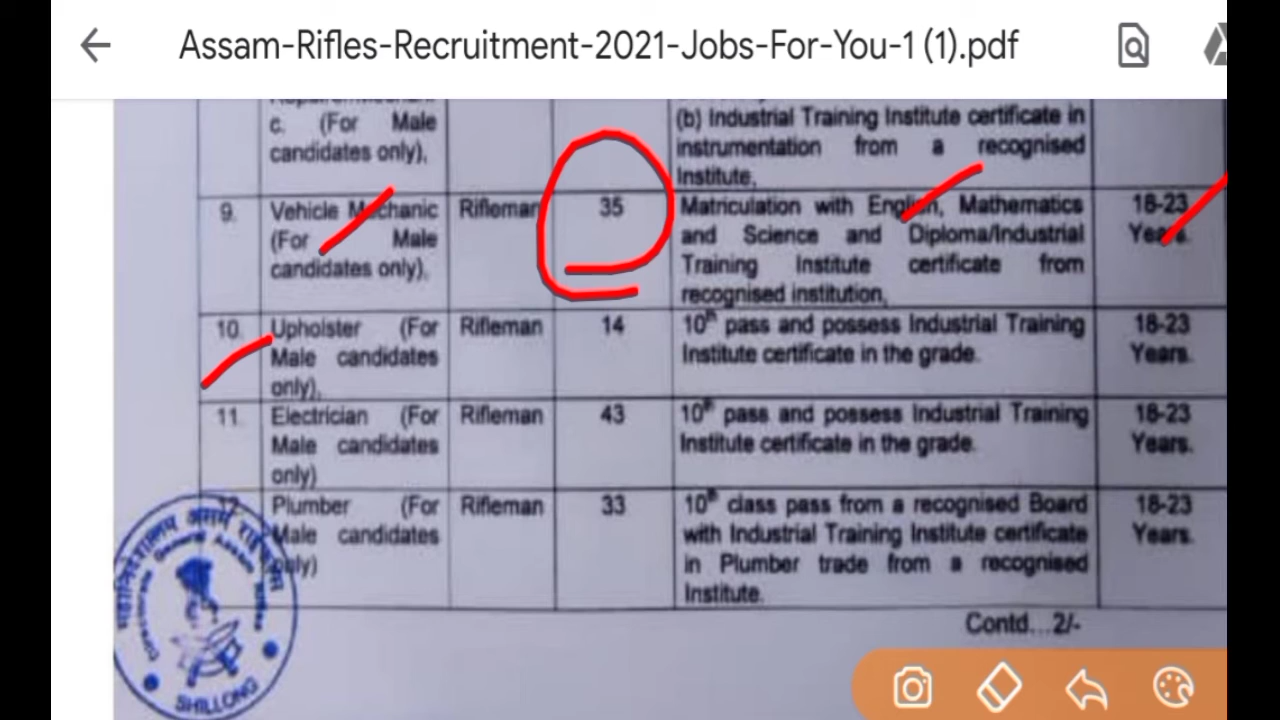 Assam-Rifles-Recruitment-2021-Jobs-For-You-1 (1).pdf
c. (For Male
candidates only),
(b) Industrial Training Institute certificate in
instrumentation from a recognised
Institute,
9. Vehicle Mechanic Rifleman 35 Matriculation with English, Mathematics 18-23
(For Male and Science and Diploma/Industrial Years.
candidates only), Training Institute certificate from
recognised institution,
10. Upholster (For Rifleman 14 10th pass and possess Industrial Training 18-23
Male candidates Institute certificate in the grade. Years.
only),
11. Electrician (For Rifleman 43 10th pass and possess Industrial Training 18-23
Male candidates Institute certificate in the grade. Years.
only)
12. Plumber (For Rifleman 33 10th class pass from a recognised Board 18-23
Male candidates with Industrial Training Institute certificate Years.
only) in Plumber trade from a recognised
Institute.
Contd...2/-
SHILLONG